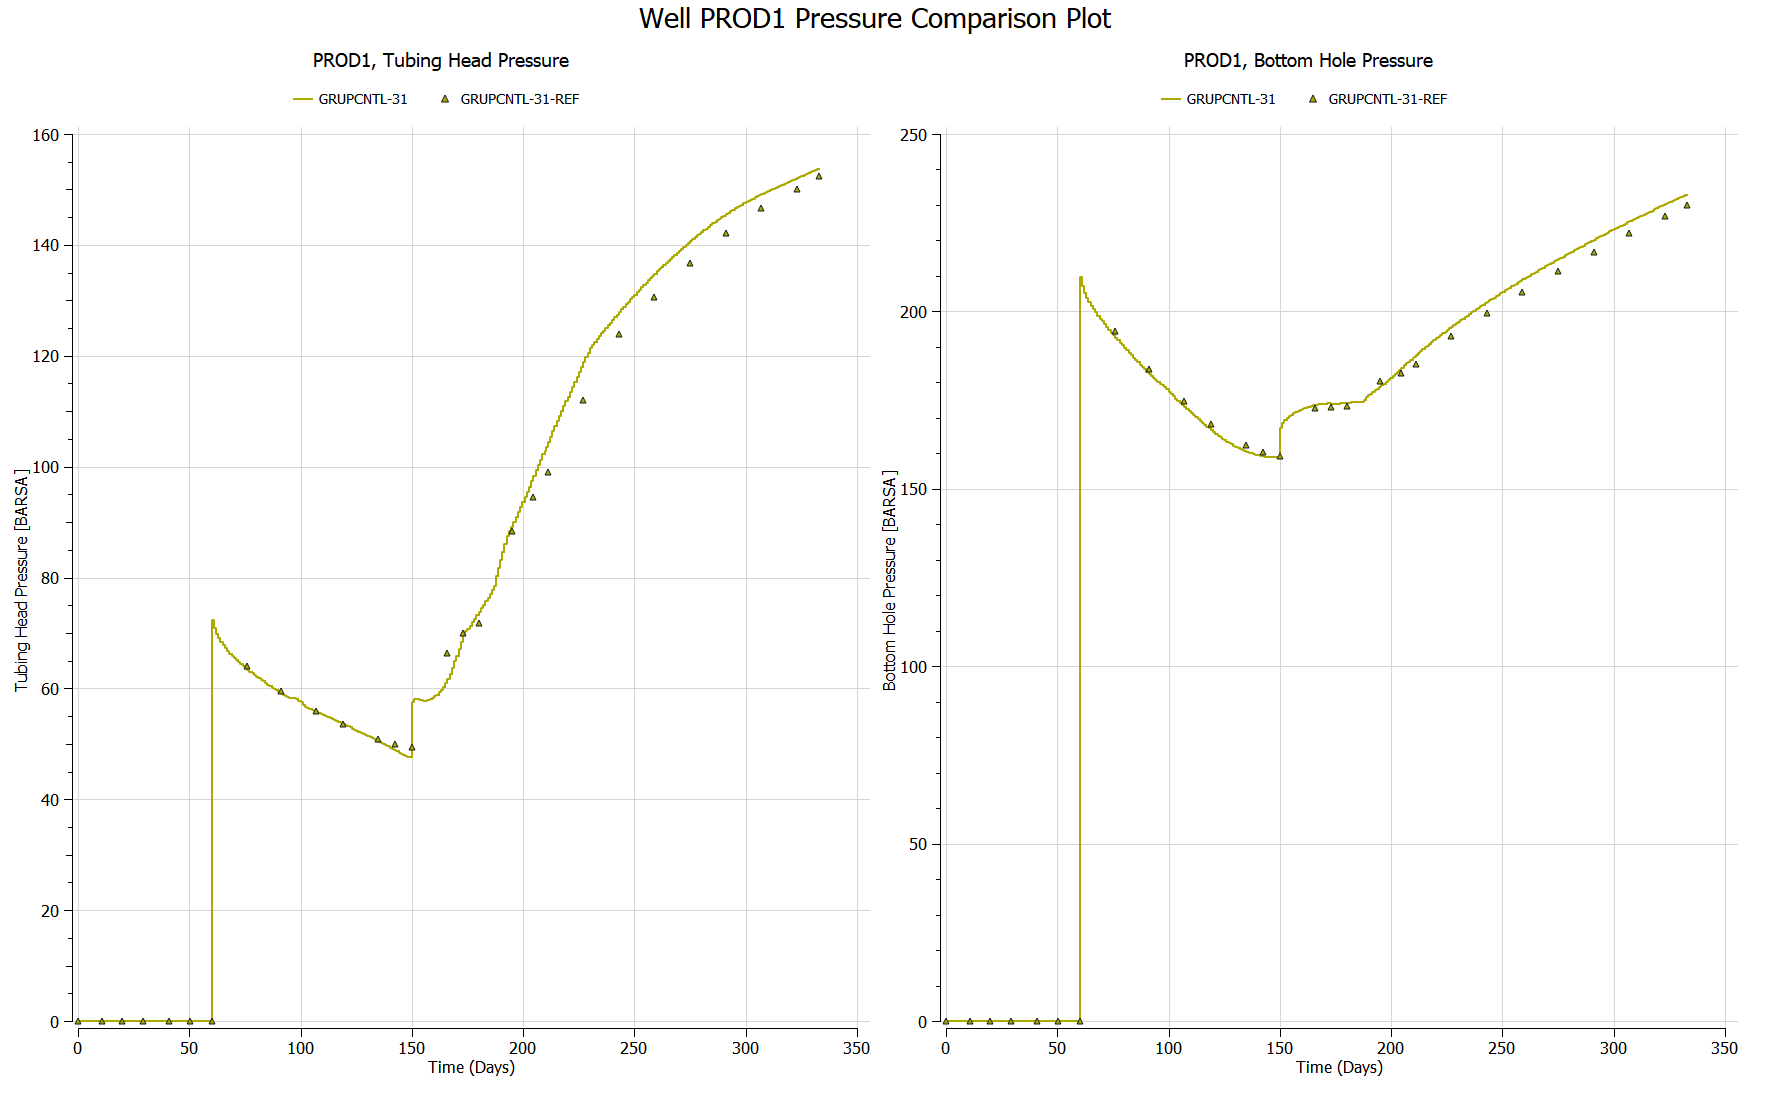 Well PROD1 Pressure Comparison Plot
PROD1, Tubing Head Pressure
GRUPCNTL-31 GRUPCNTL-31-REF
160
140
120
100
80
60
40
20
0
Tubing Head Pressure [BARSA]
0 50 100 150 200 250 300 350
Time (Days)
PROD1, Bottom Hole Pressure
GRUPCNTL-31 GRUPCNTL-31-REF
250
200
150
100
50
0
Bottom Hole Pressure [BARSA]
0 50 100 150 200 250 300 350
Time (Days)